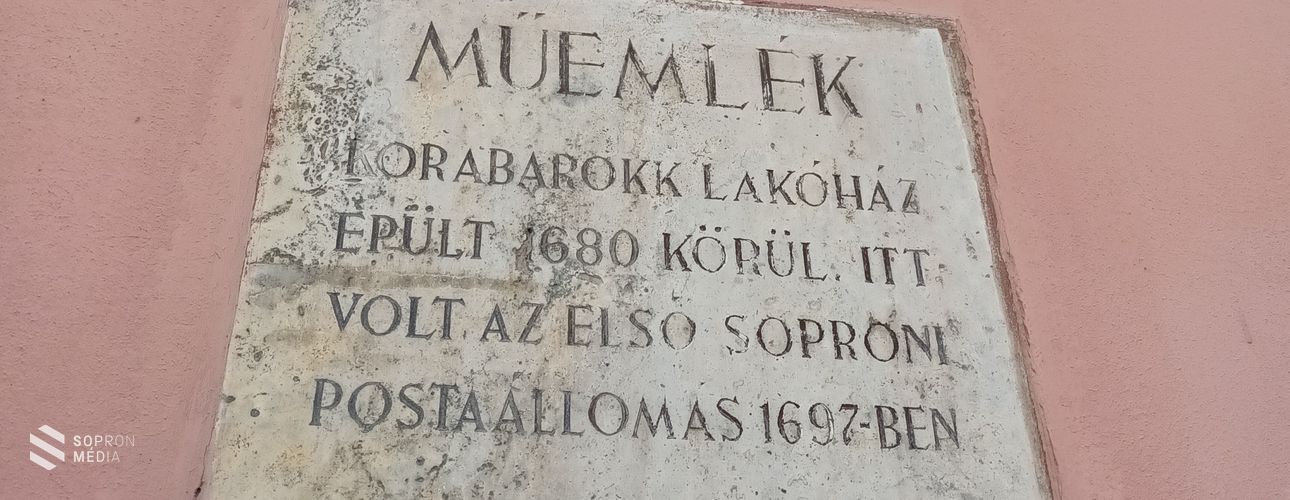 MŰEMLÉK
KORABAROKK LAKÓHÁZ
ÉPÜLT 1680 KÖRÜL. ITT
VOLT AZ ELSŐ SOPRONI
POSTAÁLLOMÁS 1697-BEN
SOPRON
MÉDIA